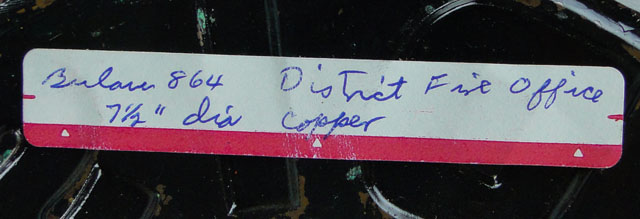 Bulau 864 District Fire Office
7½" dia copper